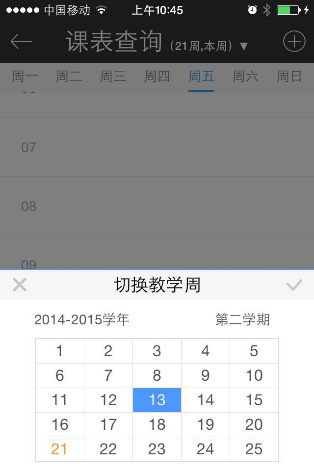 中国移动 上午10:45
课表查询 (21周,本周) ▼
周一 周二 周三 周四 周五 周六 周日
07
08
09
切换教学周
2014-2015学年 第二学期
1 2 3 4 5
6 7 8 9 10
11 12 13 14 15
16 17 18 19 20
21 22 23 24 25